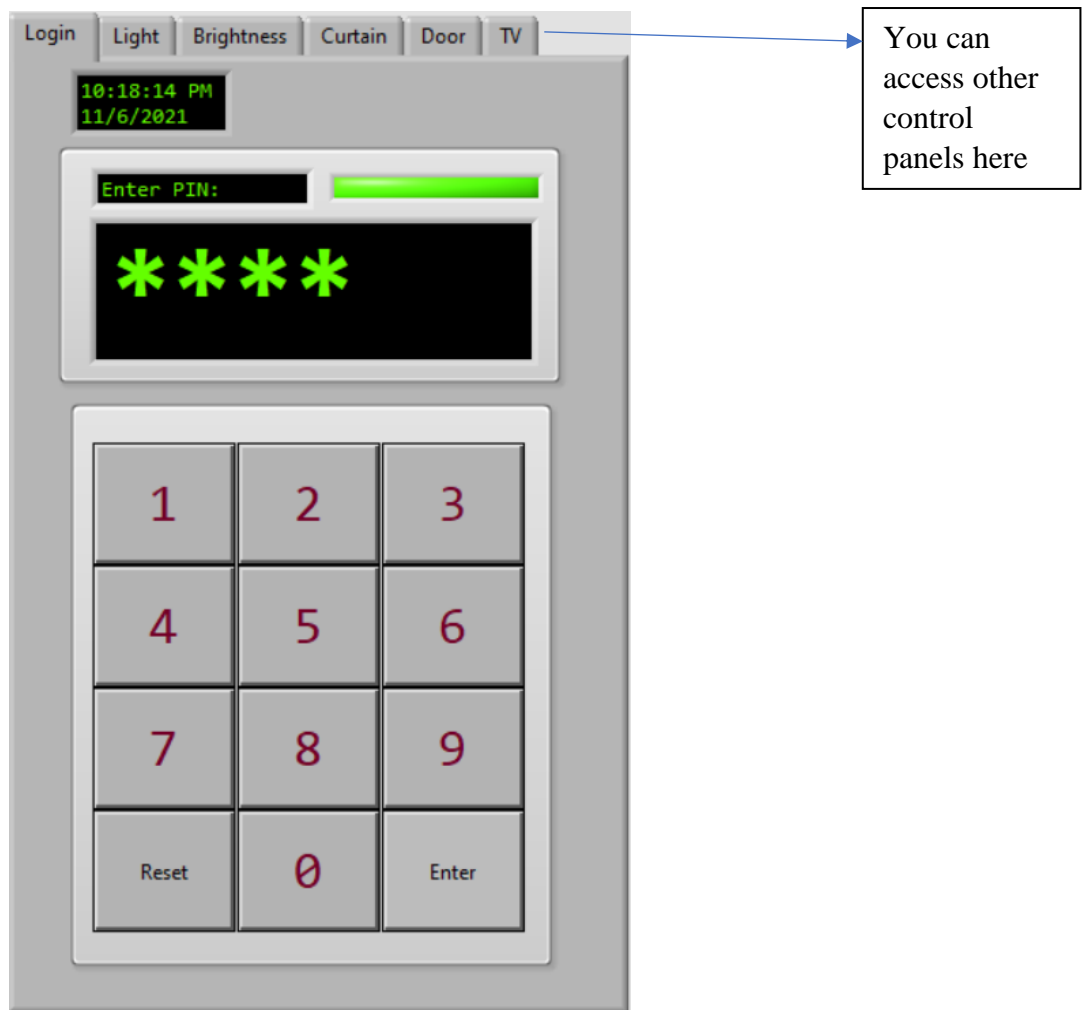 Login Light Brightness Curtain Door TV
You can
access other
control
panels here
10:18:14 PM
11/6/2021
Enter PIN:
****
1 2 3
4 5 6
7 8 9
Reset 0 Enter